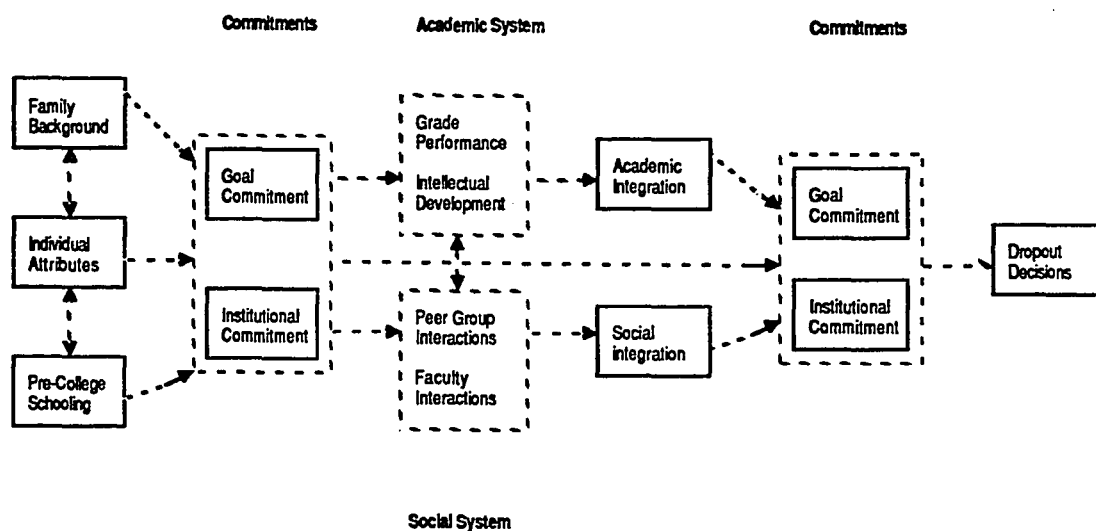 Commitments
Academic System
Commitments
Family
Background
Individual
Attributes
Pre-College
Schooling
Goal
Commitment
Institutional
Commitment
Grade
Performance
Intellectual
Development
Peer Group
Interactions
Faculty
Interactions
Academic
Integration
Social
integration
Goal
Commitment
Institutional
Commitment
Dropout
Decisions
Social System